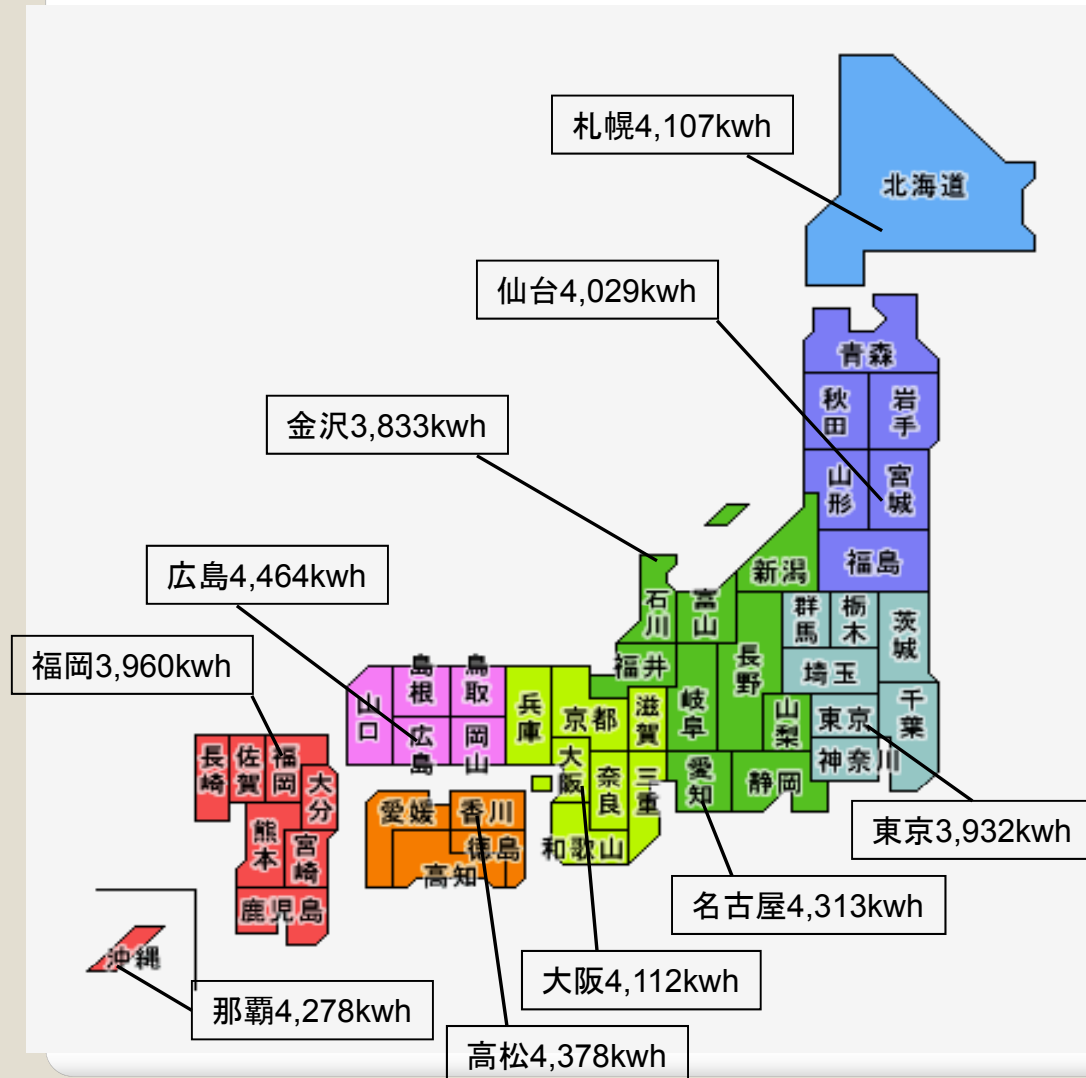 札幌4,107kwh
北海道
仙台4,029kwh
青森
秋田
岩手
金沢3,833kwh
山形
宮城
広島4,464kwh
新潟
福島
石川
富山
群馬
栃木
茨城
福岡3,960kwh
島根
鳥取
福井
長野
埼玉
山口
兵庫
京都
滋賀
岐阜
山梨
東京
千葉
広島
岡山
大阪
奈良
三重
愛知
静岡
神奈川
長崎
佐賀
福岡
大分
愛媛
香川
東京3,932kwh
熊本
宮崎
徳島
和歌山
高知
鹿児島
名古屋4,313kwh
沖縄
大阪4,112kwh
那覇4,278kwh
高松4,378kwh